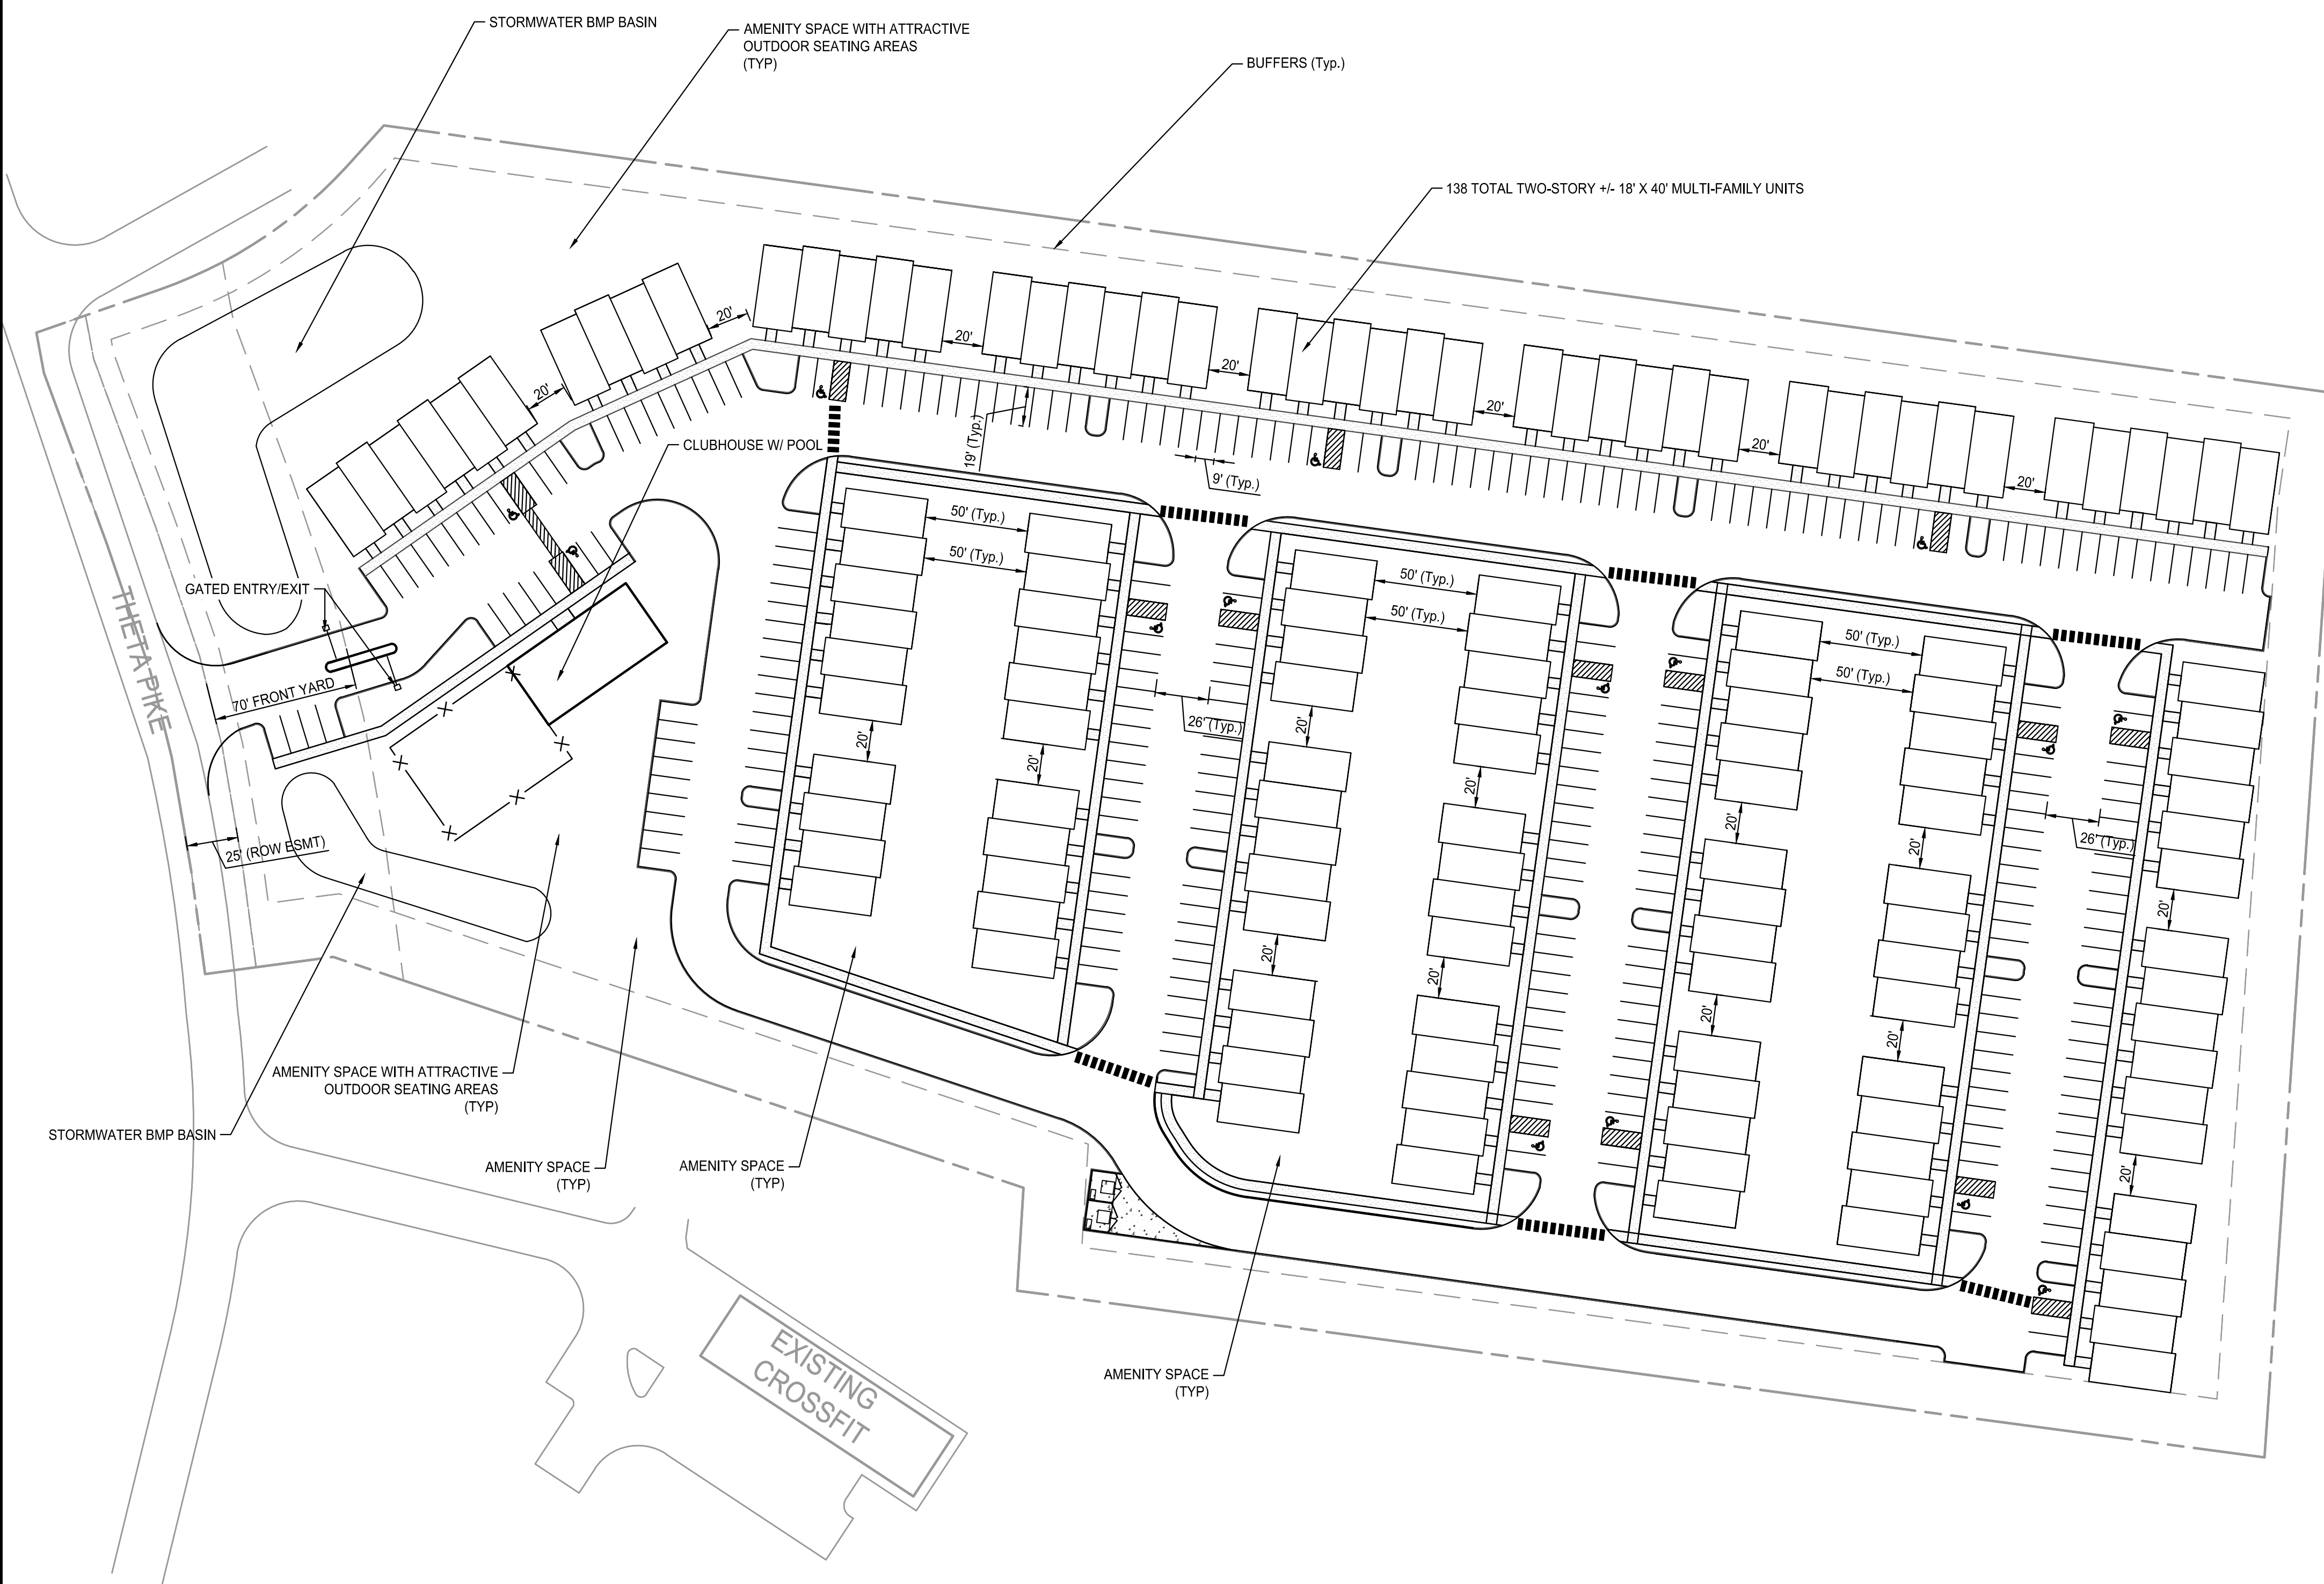 STORMWATER BMP BASIN
AMENITY SPACE WITH ATTRACTIVE
OUTDOOR SEATING AREAS
(TYP)
BUFFERS (Typ.)
138 TOTAL TWO-STORY +/- 18' X 40' MULTI-FAMILY UNITS
20'
20'
20'
20'
20'
20'
20'
19' (Typ.)
9' (Typ.)
CLUBHOUSE W/ POOL
GATED ENTRY/EXIT
THETA PIKE
70' FRONT YARD
25' (ROW ESMT)
50' (Typ.)
50' (Typ.)
50' (Typ.)
50' (Typ.)
50' (Typ.)
50' (Typ.)
26' (Typ.)
26' (Typ.)
20'
20'
20'
20'
20'
20'
20'
20'
20'
20'
20'
20'
AMENITY SPACE WITH ATTRACTIVE
OUTDOOR SEATING AREAS
(TYP)
STORMWATER BMP BASIN
AMENITY SPACE
(TYP)
AMENITY SPACE
(TYP)
AMENITY SPACE
(TYP)
EXISTING
CROSSFIT